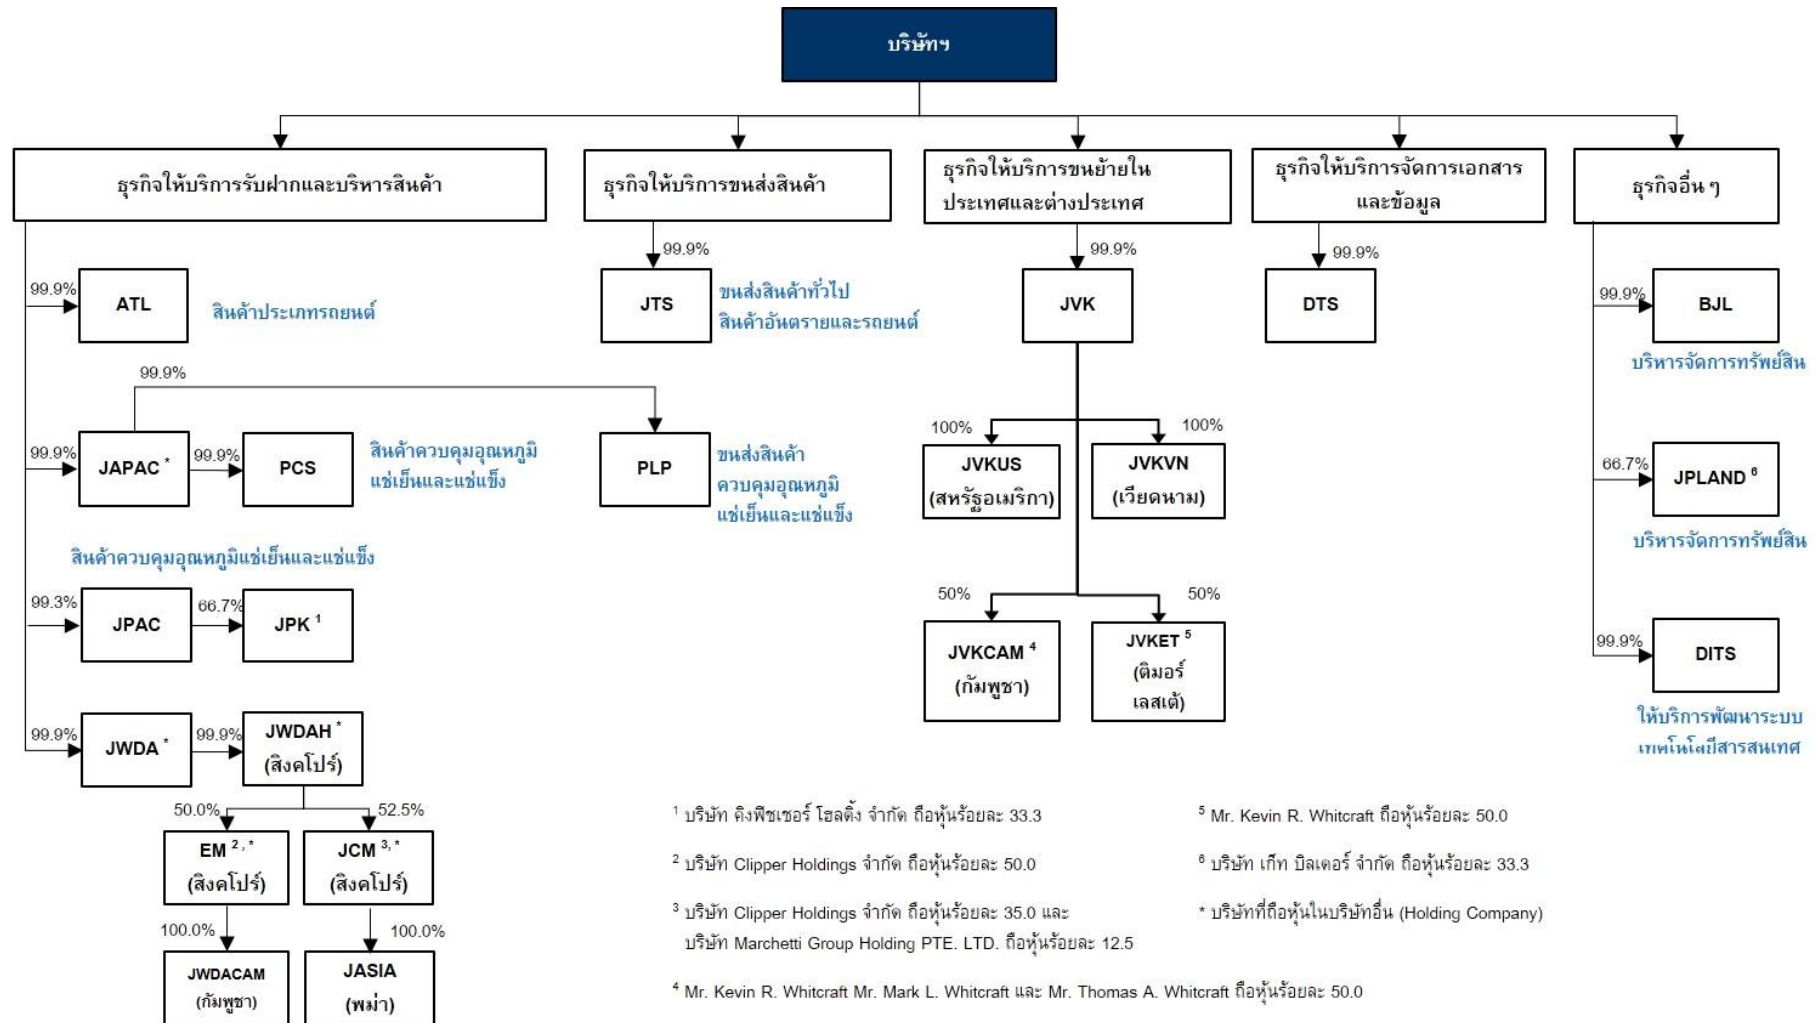 บริษัทฯ
ธุรกิจให้บริการรับฝากและบริหารสินค้า
ธุรกิจให้บริการขนส่งสินค้า
ธุรกิจให้บริการขนย้ายใน
ประเทศและต่างประเทศ
ธุรกิจให้บริการจัดการเอกสาร
และข้อมูล
ธุรกิจอื่น ๆ
99.9%
ATL
สินค้าประเภทรถยนต์
99.9%
JTS
ขนส่งสินค้าทั่วไป
สินค้าอันตรายและรถยนต์
99.9%
JVK
99.9%
DTS
99.9%
BJL
บริหารจัดการทรัพย์สิน
99.9%
99.9%
JAPAC *
99.9%
PCS
สินค้าควบคุมอุณหภูมิ
แช่เย็นและแช่แข็ง
PLP
ขนส่งสินค้า
ควบคุมอุณหภูมิ
แช่เย็นและแช่แข็ง
100%
JVKUS
(สหรัฐอเมริกา)
100%
JVKVN
(เวียดนาม)
66.7%
JPLAND 6
บริหารจัดการทรัพย์สิน
สินค้าควบคุมอุณหภูมิแช่เย็นและแช่แข็ง
99.3%
JPAC
66.7%
JPK 1
50%
JVKCAM 4
(กัมพูชา)
50%
JVKET 5
(ติมอร์
เลสเต้)
99.9%
DITS
ให้บริการพัฒนาระบบ
เทคโนโลยีสารสนเทศ
99.9%
JWDA *
99.9%
JWDAH *
(สิงคโปร์)
50.0%
52.5%
EM 2, *
(สิงคโปร์)
JCM 3, *
(สิงคโปร์)
100.0%
100.0%
JWDACAM
(กัมพูชา)
JASIA
(พม่า)
1 บริษัท คิงฟิชเชอร์ โฮลดิ้ง จำกัด ถือหุ้นร้อยละ 33.3
2 บริษัท Clipper Holdings จำกัด ถือหุ้นร้อยละ 50.0
3 บริษัท Clipper Holdings จำกัด ถือหุ้นร้อยละ 35.0 และ
บริษัท Marchetti Group Holding PTE. LTD. ถือหุ้นร้อยละ 12.5
4 Mr. Kevin R. Whitcraft Mr. Mark L. Whitcraft และ Mr. Thomas A. Whitcraft ถือหุ้นร้อยละ 50.0
5 Mr. Kevin R. Whitcraft ถือหุ้นร้อยละ 50.0
6 บริษัท เก็ท บิลเดอร์ จำกัด ถือหุ้นร้อยละ 33.3
* บริษัทที่ถือหุ้นในบริษัทอื่น (Holding Company)